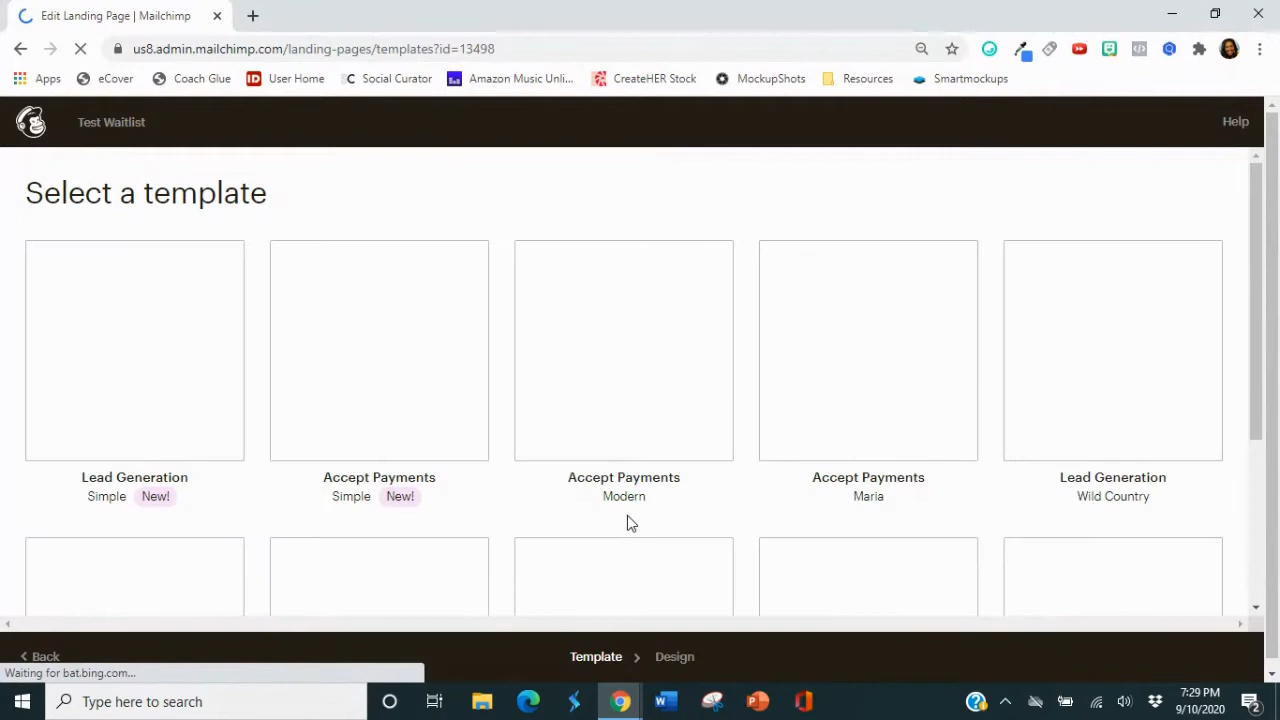 Edit Landing Page | Mailchimp
us8.admin.mailchimp.com/landing-pages/templates?id=13498
Apps eCover Coach Glue ID User Home Social Curator Amazon Music Unli... CreateHER Stock MockupShots Resources Smartmockups
Test Waitlist Help
Select a template
Lead Generation Accept Payments Accept Payments Accept Payments Lead Generation
Simple New! Simple New! Modern Maria Wild Country
Back Template Design
Waiting for bat.bing.com...
Type here to search
7:29 PM
9/10/2020
2